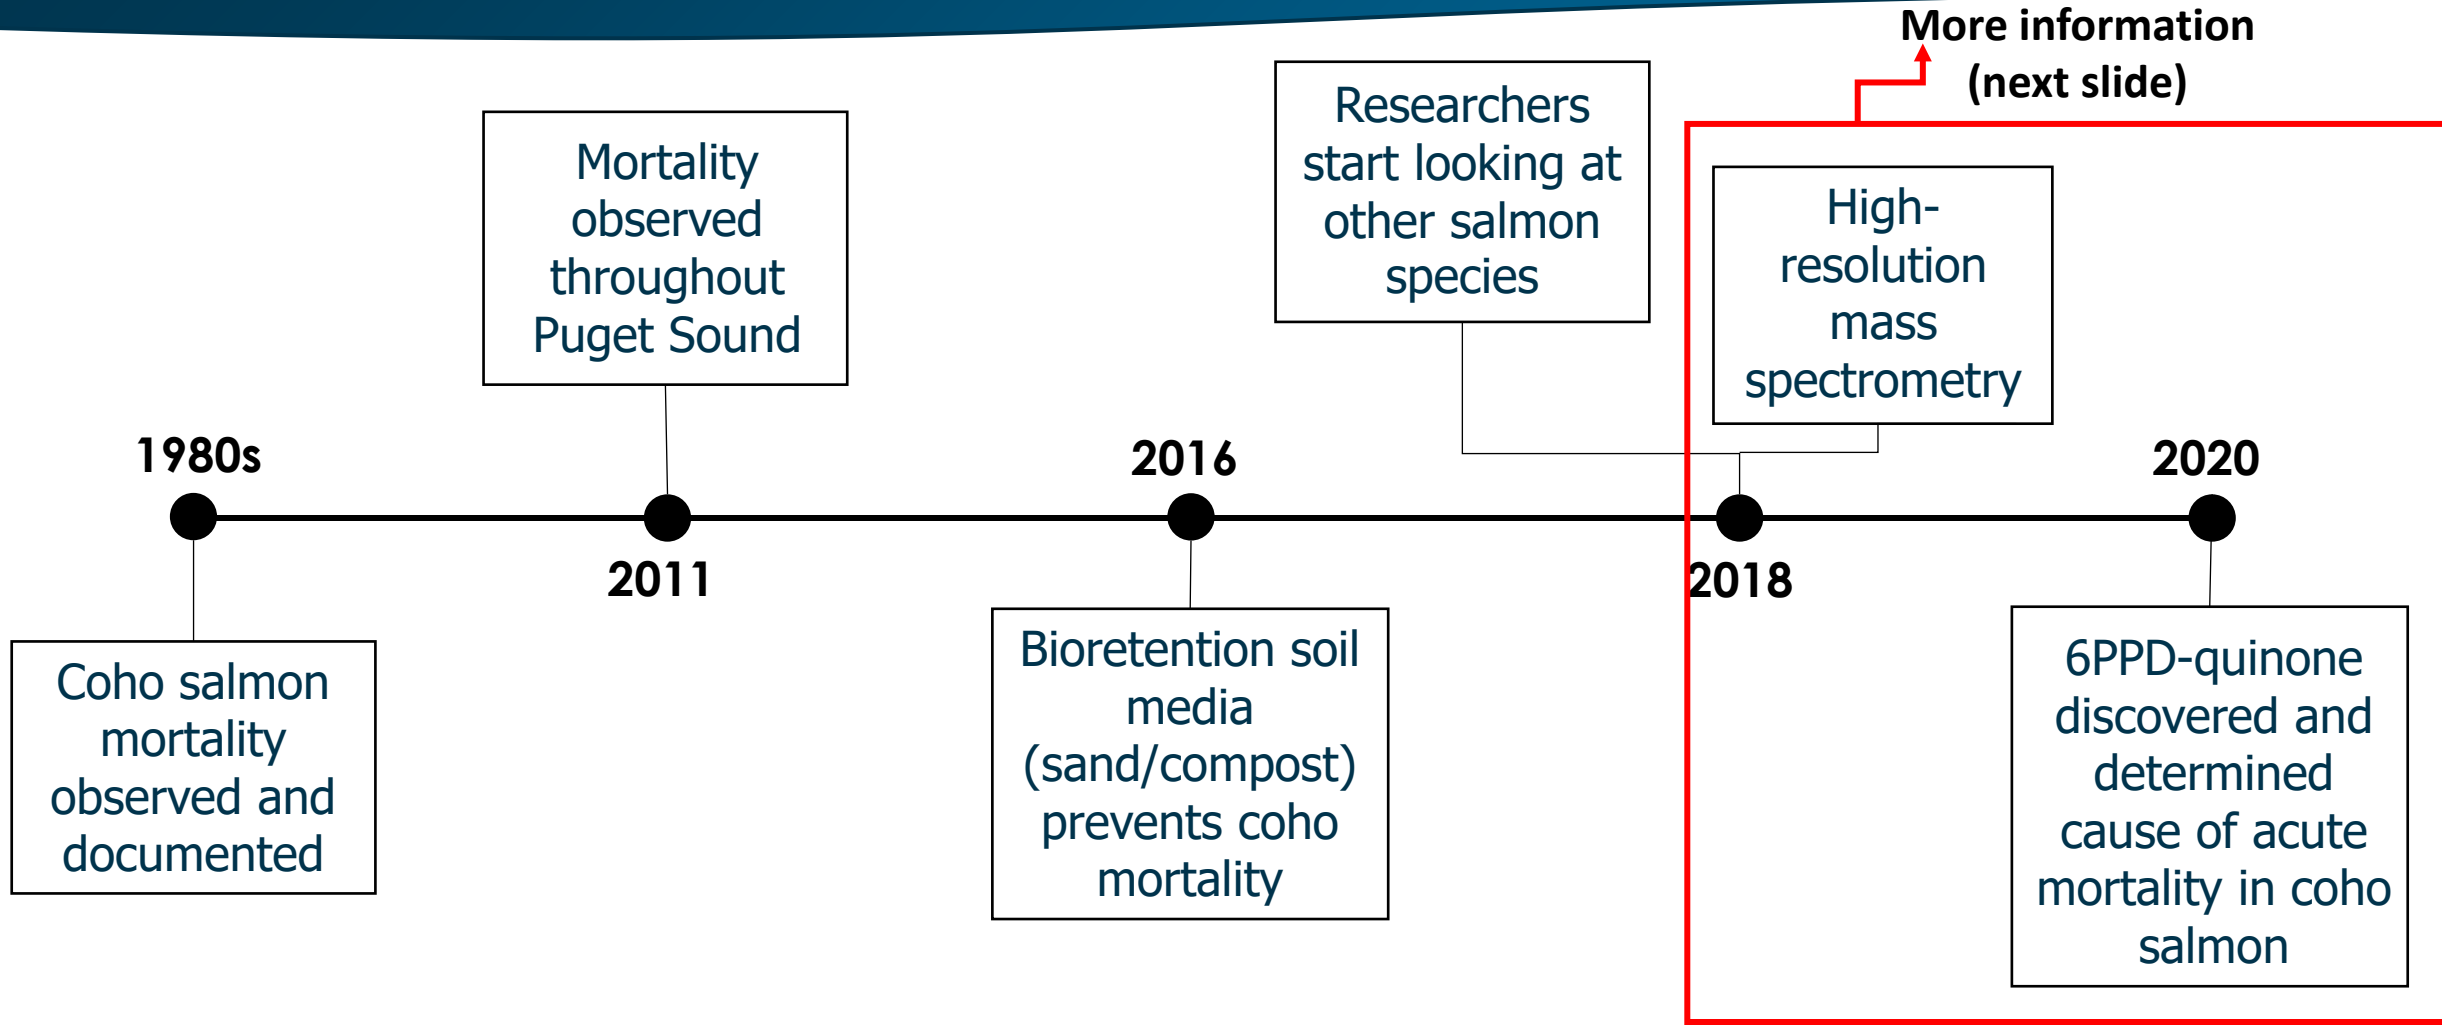 More information
(next slide)
1980s
Coho salmon
mortality
observed and
documented
Mortality
observed
throughout
Puget Sound
2011
2016
Bioretention soil
media
(sand/compost)
prevents coho
mortality
Researchers
start looking at
other salmon
species
High-
resolution
mass
spectrometry
2018
2020
6PPD-quinone
discovered and
determined
cause of acute
mortality in coho
salmon